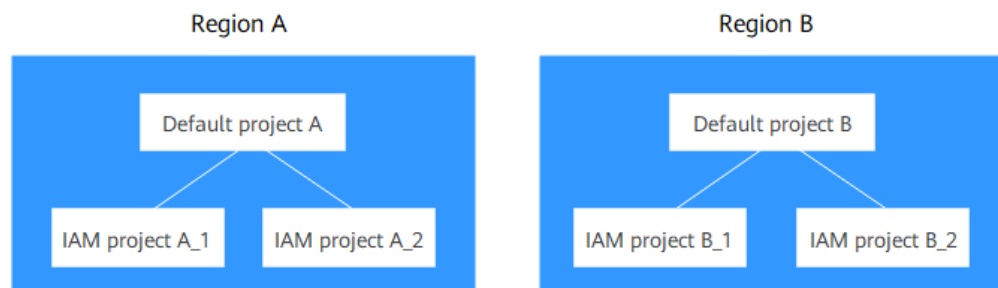 Region A
Region B
Default project A
Default project B
IAM project A_1
IAM project A_2
IAM project B_1
IAM project B_2